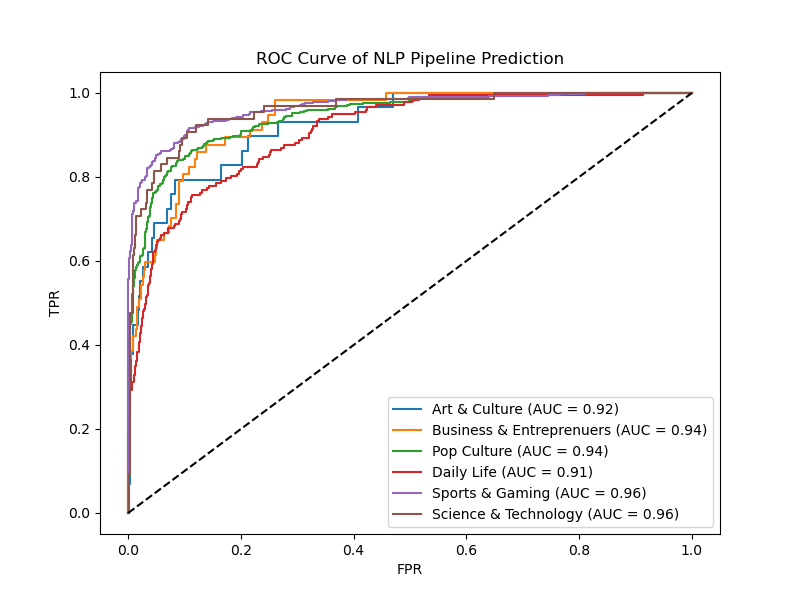 ROC Curve of NLP Pipeline Prediction
TPR
1.0
0.8
0.6
0.4
0.2
0.0
Art & Culture (AUC = 0.92)
Business & Entreprenuers (AUC = 0.94)
Pop Culture (AUC = 0.94)
Daily Life (AUC = 0.91)
Sports & Gaming (AUC = 0.96)
Science & Technology (AUC = 0.96)
0.0 0.2 0.4 0.6 0.8 1.0
FPR